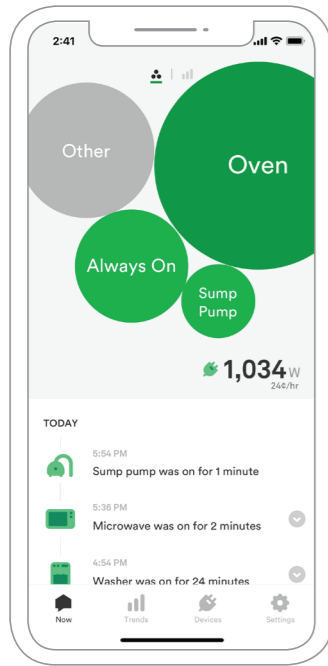 2:41
Other
Oven
Always On
Sump
Pump
1,034 W
24¢/hr
TODAY
5:54 PM
Sump pump was on for 1 minute
5:36 PM
Microwave was on for 2 minutes
4:54 PM
Washer was on for 24 minutes
Now Trends Devices Settings